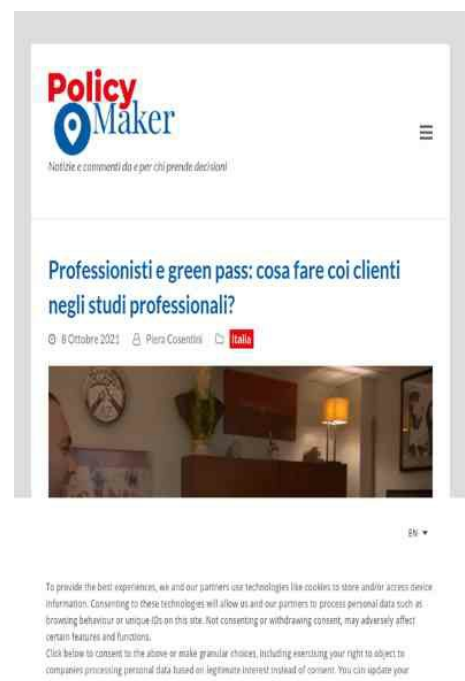 Policy
Maker
Notizie e commenti da e per chi prende decisioni
Professionisti e green pass: cosa fare coi clienti
negli studi professionali?
8 Ottobre 2021 Piera Cosentini Italia
EN
To provide the best experiences, we and our partners use technologies like cookies to store and/or access device
information. Consenting to these technologies will allow us and our partners to process personal data such as
browsing behaviour or unique IDs on this site. Not consenting or withdrawing consent, may adversely affect
certain features and functions.
Click below to consent to the above or make granular choices, including exercising your right to object to
companies processing personal data based on legitimate interest instead of consent. You can update your